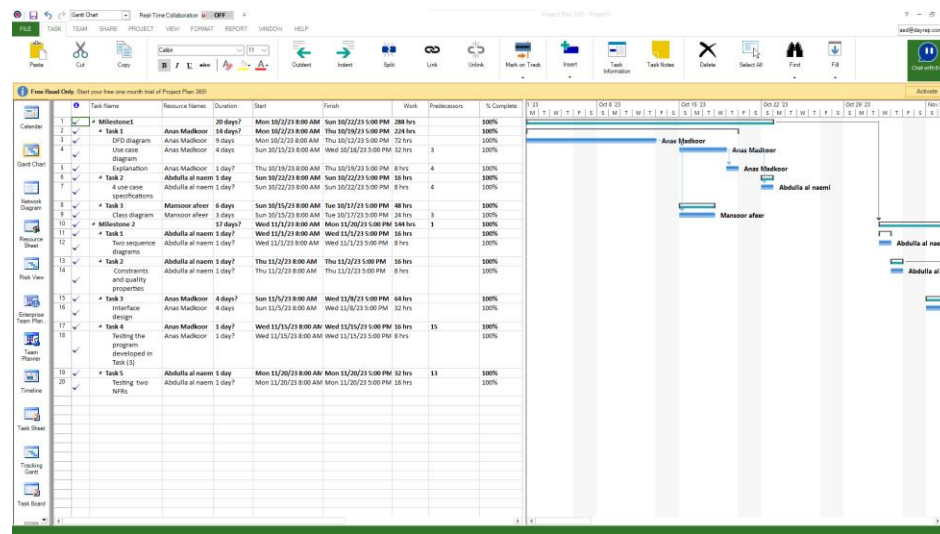 Gantt Chart Real-Time Collaboration OFF Project Plan 365 - Project1
FILE TASK TEAM SHARE PROJECT VIEW FORMAT REPORT WINDOW HELP
asd@dayrep.com
Calibri 11
B I U abc A
Paste Cut Copy Outdent Indent Split Link Unlink Mark on Track Insert Task Information Task Notes Delete Select All Find Fill
Free Read Only. Start your free one month trial of Project Plan 365! Activate
Calendar
Gantt Chart
Network Diagram
Resource Sheet
Risk View
Enterprise Team Plan...
Team Planner
Timeline
Task Sheet
Tracking Gantt
Task Board
Task Name Resource Names Duration Start Finish Work Predecessors % Complete
1 Milestone1 20 days? Mon 10/2/23 8:00 AM Sun 10/22/23 5:00 PM 288 hrs 100%
2 Task 1 Anas Madkoor 14 days? Mon 10/2/23 8:00 AM Thu 10/19/23 5:00 PM 224 hrs 100%
3 DFD diagram Anas Madkoor 9 days Mon 10/2/23 8:00 AM Thu 10/12/23 5:00 PM 72 hrs 100%
4 Use case Anas Madkoor 4 days Sun 10/15/23 8:00 AM Wed 10/18/23 5:00 PM 32 hrs 3 100%
diagram
5 Explanation Anas Madkoor 1 day? Thu 10/19/23 8:00 AM Thu 10/19/23 5:00 PM 8 hrs 4 100%
6 Task 2 Abdulla al naem 1 day Sun 10/22/23 8:00 AM Sun 10/22/23 5:00 PM 16 hrs 100%
7 4 use case Abdulla al naem 1 day? Sun 10/22/23 8:00 AM Sun 10/22/23 5:00 PM 8 hrs 4 100%
specifications
8 Task 3 Mansoor afeer 6 days Sun 10/15/23 8:00 AM Tue 10/17/23 5:00 PM 48 hrs 100%
9 Class diagram Mansoor afeer 3 days Sun 10/15/23 8:00 AM Tue 10/17/23 5:00 PM 24 hrs 3 100%
10 Milestone 2 17 days? Wed 11/1/23 8:00 AM Mon 11/20/23 5:00 PM 144 hrs 1 100%
11 Task 1 Abdulla al naem 1 day? Wed 11/1/23 8:00 AM Wed 11/1/23 5:00 PM 16 hrs 100%
12 Two sequence Abdulla al naem 1 day? Wed 11/1/23 8:00 AM Wed 11/1/23 5:00 PM 8 hrs 100%
diagrams
13 Task 2 Abdulla al naem 1 day? Thu 11/2/23 8:00 AM Thu 11/2/23 5:00 PM 16 hrs 100%
14 Constraints Abdulla al naem 1 day? Thu 11/2/23 8:00 AM Thu 11/2/23 5:00 PM 8 hrs 100%
and quality
properties
15 Task 3 Anas Madkoor 4 days? Sun 11/5/23 8:00 AM Wed 11/8/23 5:00 PM 64 hrs 100%
16 Interface Anas Madkoor 4 days Sun 11/5/23 8:00 AM Wed 11/8/23 5:00 PM 32 hrs 100%
design
17 Task 4 Anas Madkoor 1 day? Wed 11/15/23 8:00 AM Wed 11/15/23 5:00 PM 16 hrs 15 100%
18 Testing the Anas Madkoor 1 day? Wed 11/15/23 8:00 AM Wed 11/15/23 5:00 PM 8 hrs 100%
program
developed in
Task (3)
19 Task 5 Abdulla al naem 1 day Mon 11/20/23 8:00 AM Mon 11/20/23 5:00 PM 32 hrs 13 100%
20 Testing two Abdulla al naem 1 day? Mon 11/20/23 8:00 AM Mon 11/20/23 5:00 PM 16 hrs 100%
NFRs
1 '23 Oct 8 '23 Oct 15 '23 Oct 22 '23 Oct 29 '23 Nov
M T W T F S S M T W T F S S M T W T F S S M T W T F S S M T W T F S S
Anas Madkoor
Anas Madkoor
Anas Madkoor
Abdulla al naemi
Mansoor afeer
Abdulla al nae
Abdulla al